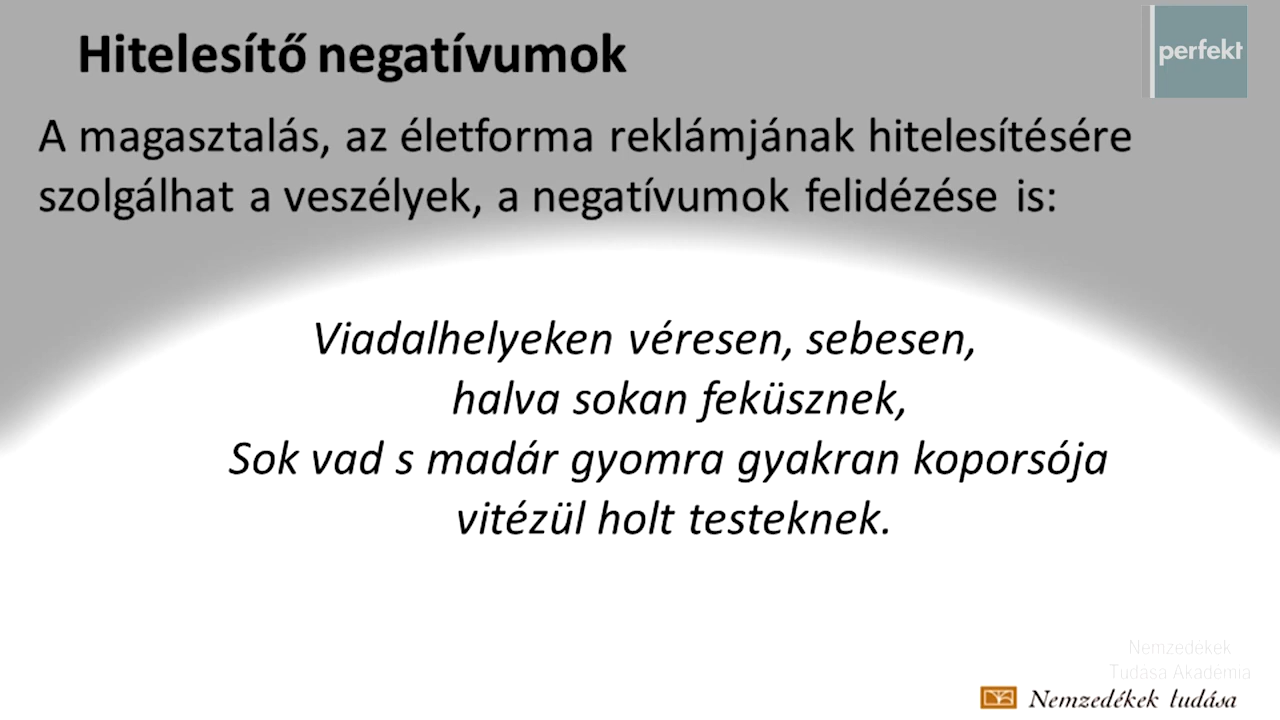 Hitelesítő negatívumok
perfekt
A magasztalás, az életforma reklámjának hitelesítésére
szolgálhat a veszélyek, a negatívumok felidézése is:
Viadalhelyeken véresen, sebesen,
halva sokan feküsznek,
Sok vad s madár gyomra gyakran koporsója
vitézül holt testeknek.
Nemzedékek
Tudása Akadémia
Nemzedékek tudása